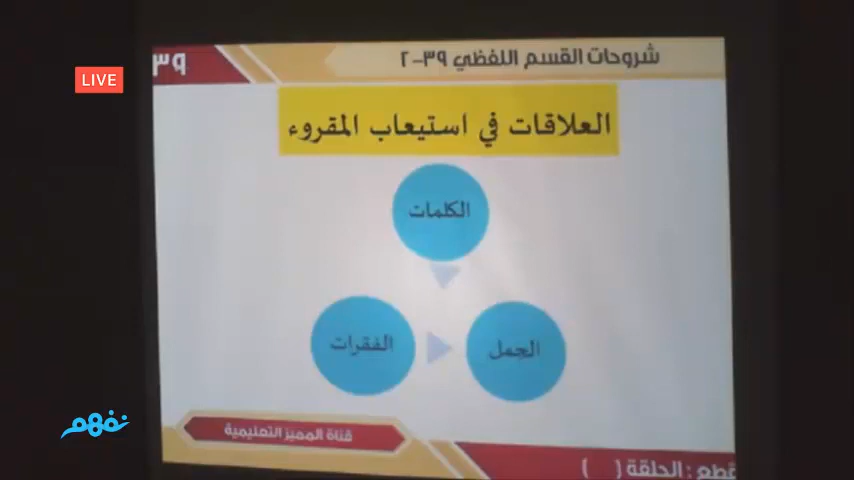 شروحات القسم اللفظي ٣٩-٢
٣٩
LIVE
العلاقات في استيعاب المقروء
الكلمات
الجمل
الفقرات
نفهم
قناة المميز التعليمية
قطع : الحلقة ( )